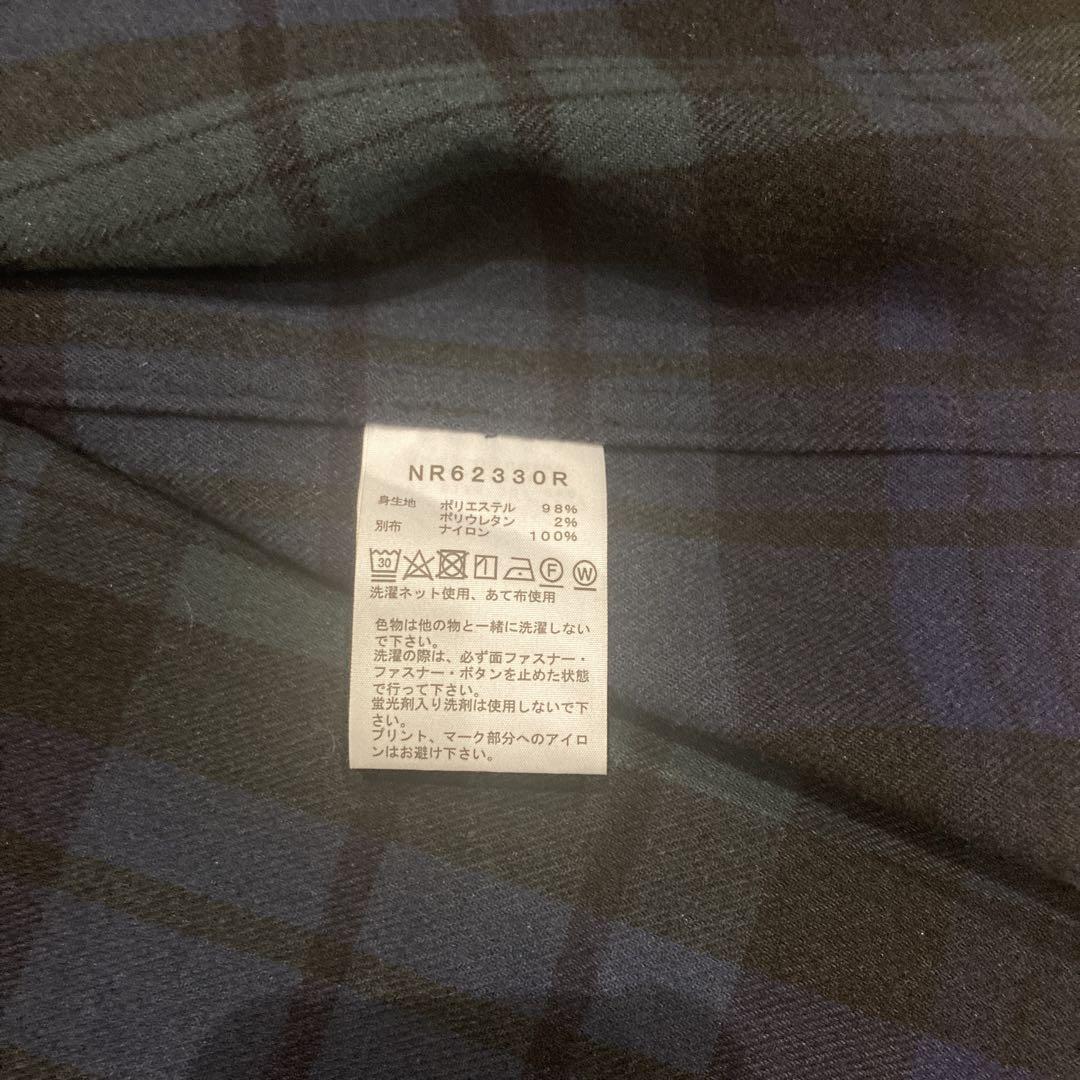 NR62330R
身生地 ポリエステル 98%
ポリウレタン 2%
別布 ナイロン 100%
30 F W
洗濯ネット使用、あて布使用
色物は他の物と一緒に洗濯しない
で下さい。
洗濯の際は、必ず面ファスナー・
ファスナー・ボタンを止めた状態
で行って下さい。
蛍光剤入り洗剤は使用しないで下
さい。
プリント、マーク部分へのアイロ
ンはお避け下さい。